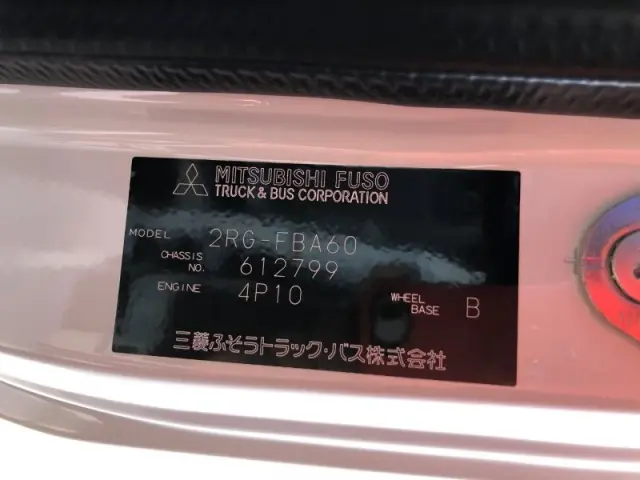 MITSUBISHI FUSO
TRUCK & BUS CORPORATION
MODEL 2RG-FBA60
CHASSIS NO. 612799
ENGINE 4P10 WHEEL BASE B
三菱ふそうトラック・バス株式会社